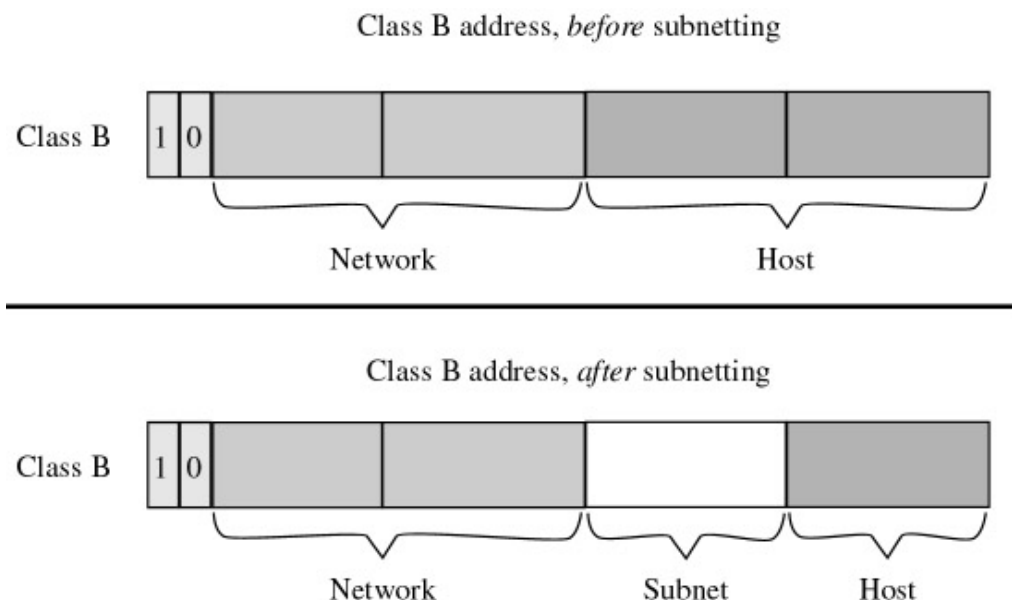 Class B address, before subnetting
Class B 1 0
Network Host
Class B address, after subnetting
Class B 1 0
Network Subnet Host